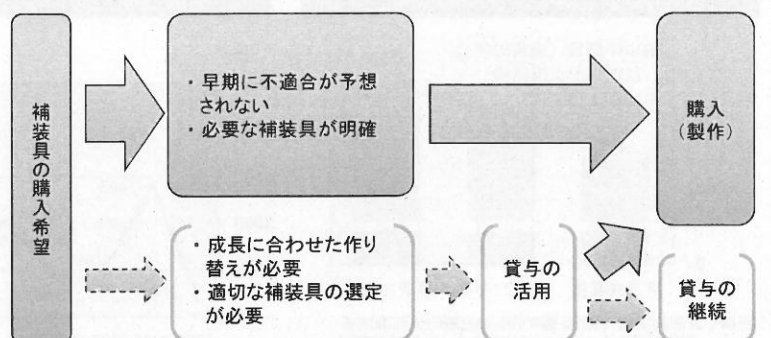 補装具の購入希望
・早期に不適合が予想
されない
・必要な補装具が明確
購入
（製作）
・成長に合わせた作り
替えが必要
・適切な補装具の選定
が必要
貸与の
活用
貸与の
継続